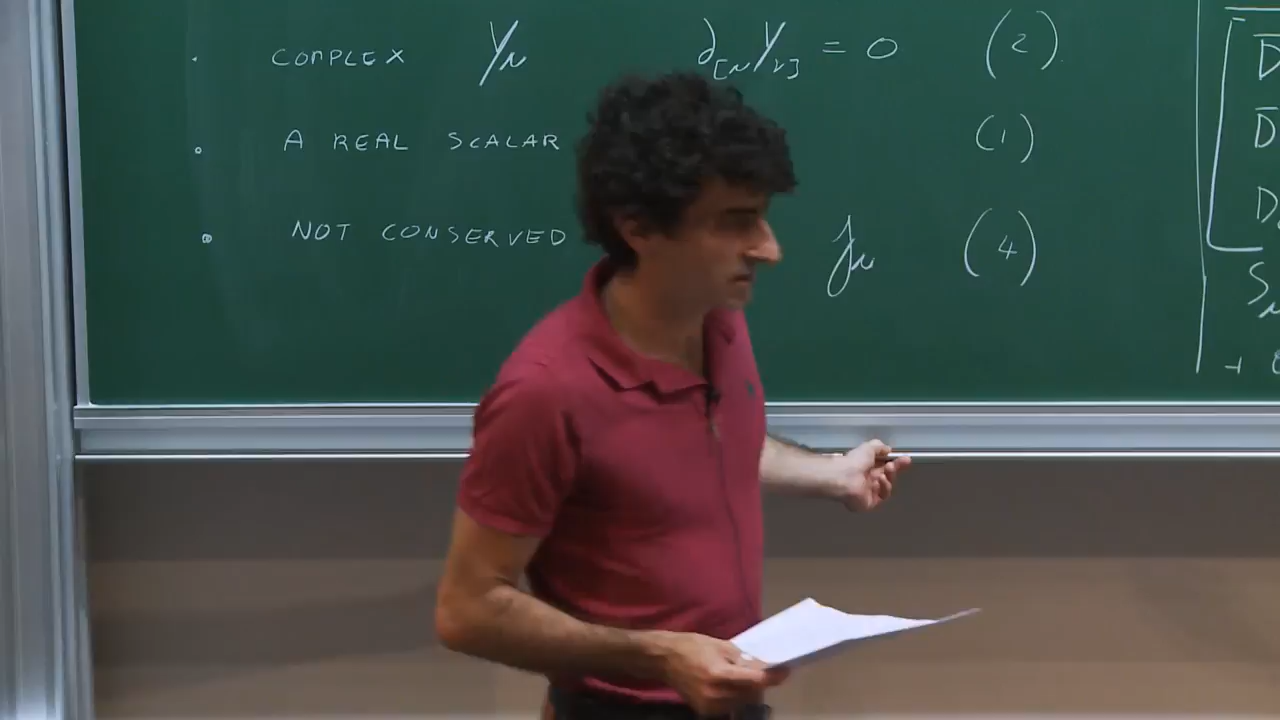 · COMPLEX Yμ ∂[μYν] = 0 (2)
· A REAL SCALAR (1)
· NOT CONSERVED jμ (4)
D̅
D̅
D
S
+